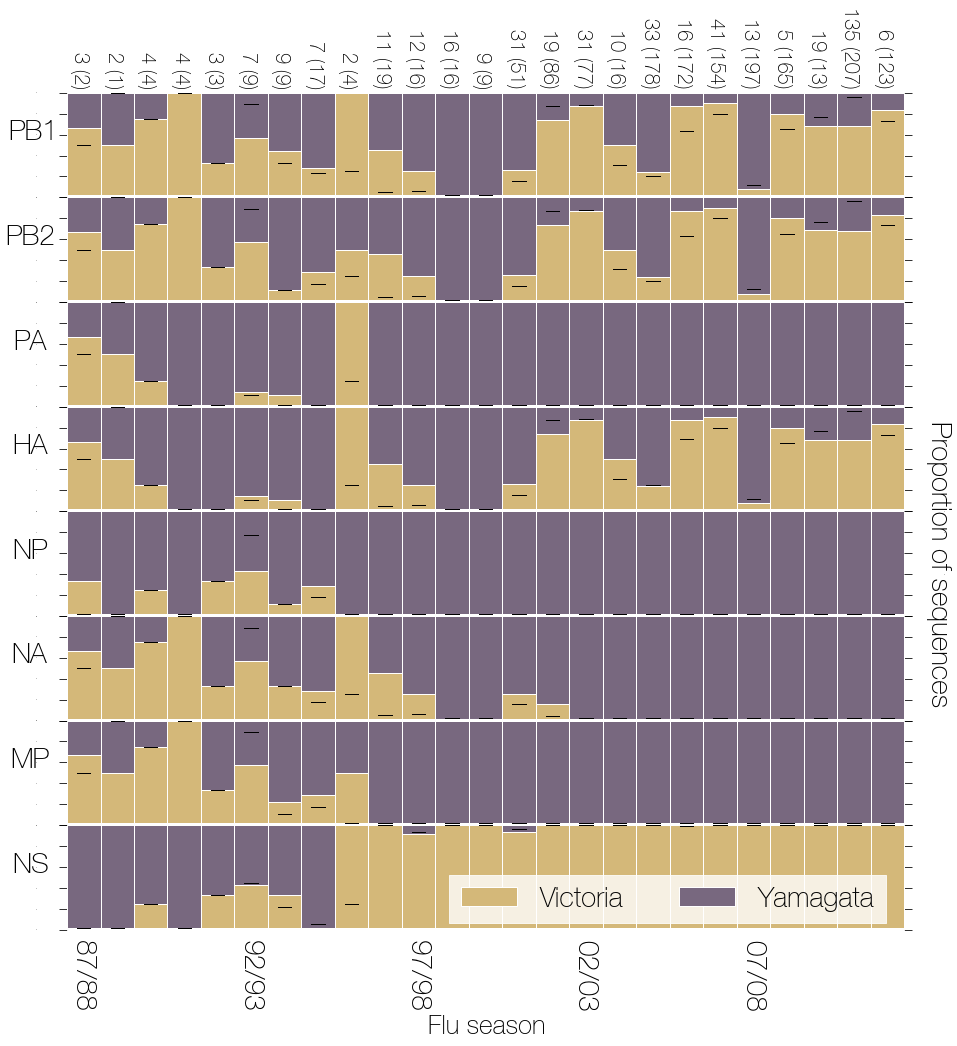 3 (2)
2 (1)
4 (4)
4 (4)
3 (3)
7 (9)
9 (9)
7 (17)
2 (4)
11 (19)
12 (16)
16 (16)
9 (9)
31 (51)
19 (86)
31 (77)
10 (16)
33 (178)
16 (172)
41 (154)
13 (197)
5 (165)
19 (13)
135 (207)
6 (123)
PB1
PB2
PA
HA
NP
NA
MP
NS
Proportion of sequences
Victoria
Yamagata
87/88
92/93
97/98
02/03
07/08
Flu season